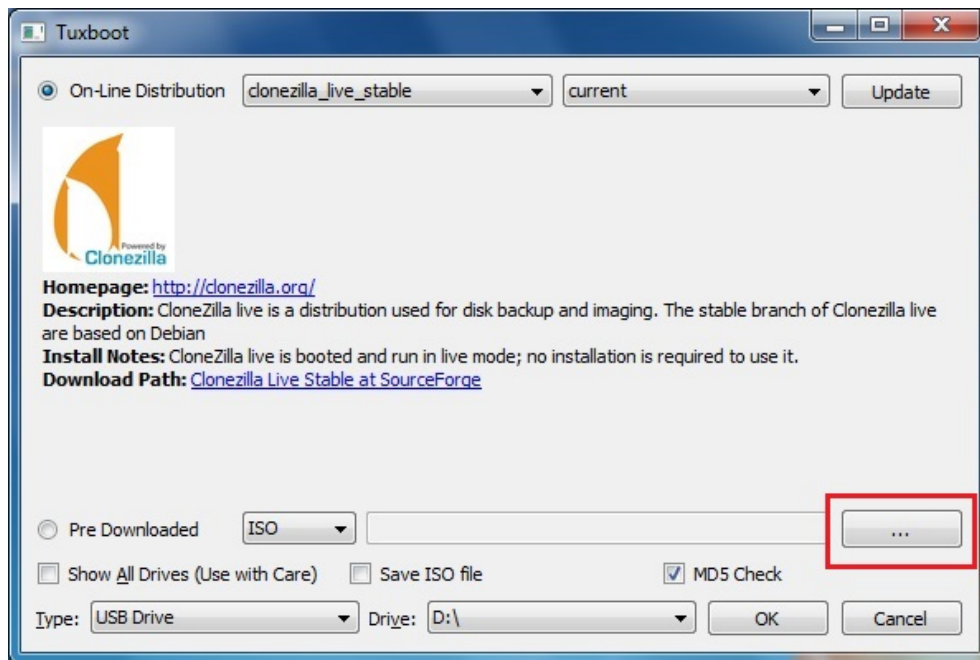 Tuxboot
On-Line Distribution clonezilla_live_stable current Update
Powered by
Clonezilla
Homepage: http://clonezilla.org/
Description: CloneZilla live is a distribution used for disk backup and imaging. The stable branch of Clonezilla live
are based on Debian
Install Notes: CloneZilla live is booted and run in live mode; no installation is required to use it.
Download Path: Clonezilla Live Stable at SourceForge
Pre Downloaded ISO ...
Show All Drives (Use with Care) Save ISO file MD5 Check
Type: USB Drive Drive: D:\ OK Cancel